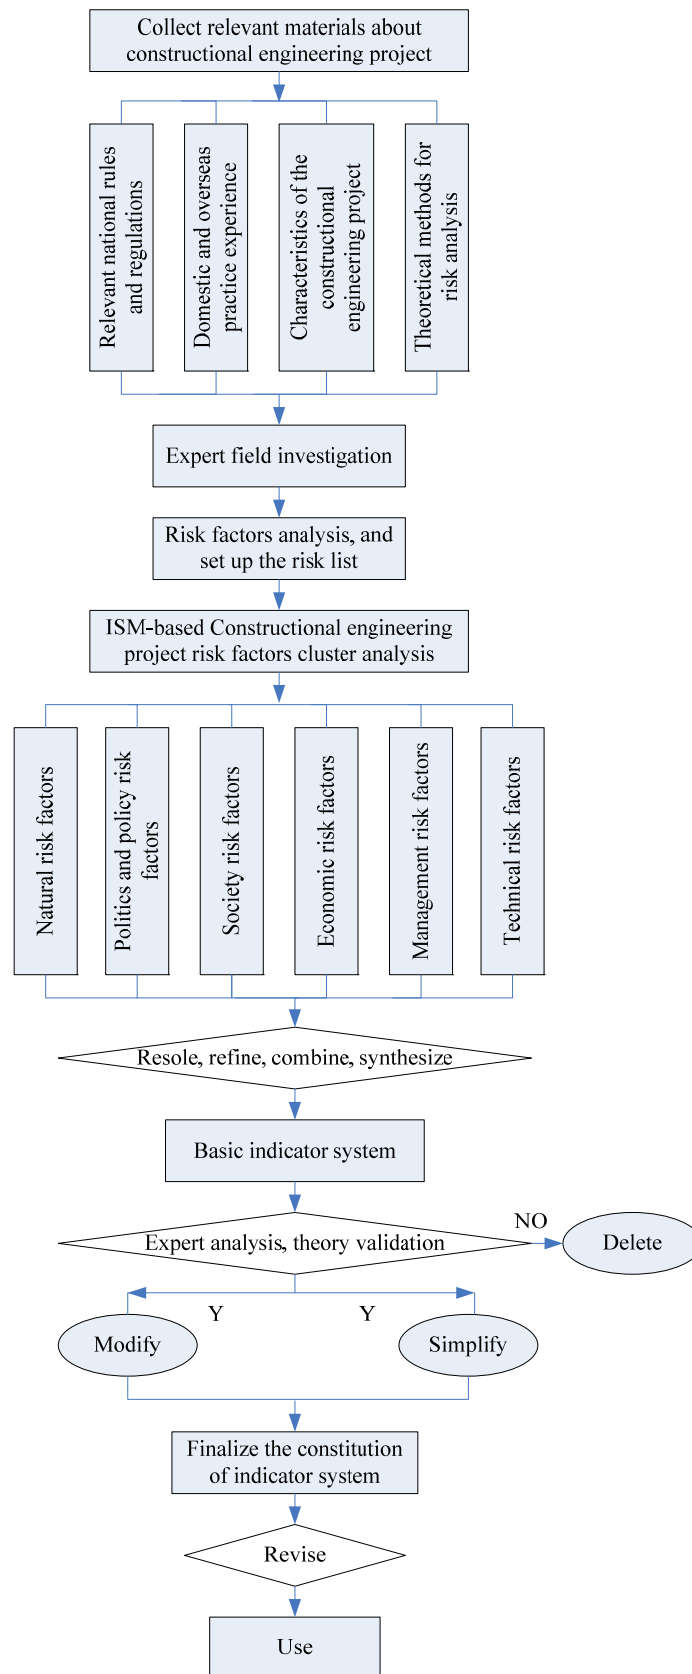 Collect relevant materials about
constructional engineering project
Relevant national rules
and regulations
Domestic and overseas
practice experience
Characteristics of the
constructional
engineering project
Theoretical methods for
risk analysis
Expert field investigation
Risk factors analysis, and
set up the risk list
ISM-based Constructional engineering
project risk factors cluster analysis
Natural risk factors
Politics and policy risk
factors
Society risk factors
Economic risk factors
Management risk factors
Technical risk factors
Resole, refine, combine, synthesize
Basic indicator system
Expert analysis, theory validation
NO
Delete
Y
Y
Modify
Simplify
Finalize the constitution
of indicator system
Revise
Use